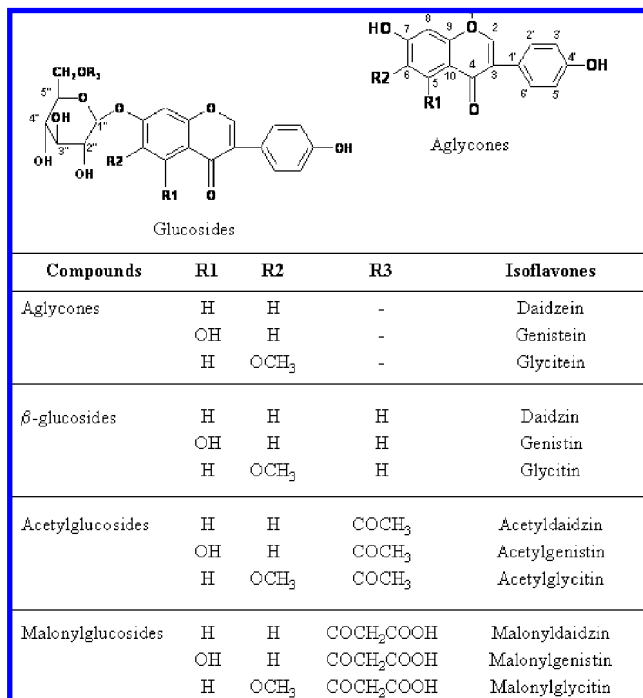 1 O
HO 7 8 9 2
2' 3'
1' 4' OH
R2 6 5 10 4 3
6' 5'
R1 O
Aglycones
CH₂OR₃
5" O
4" OH 1" O O
OH 3" 2" R2 OH
OH R1 O
Glucosides
Compounds R1 R2 R3 Isoflavones
Aglycones H H - Daidzein
OH H - Genistein
H OCH₃ - Glycitein
β-glucosides H H H Daidzin
OH H H Genistin
H OCH₃ H Glycitin
Acetylglucosides H H COCH₃ Acetyldaidzin
OH H COCH₃ Acetylgenistin
H OCH₃ COCH₃ Acetylglycitin
Malonylglucosides H H COCH₂COOH Malonyldaidzin
OH H COCH₂COOH Malonylgenistin
H OCH₃ COCH₂COOH Malonylglycitin